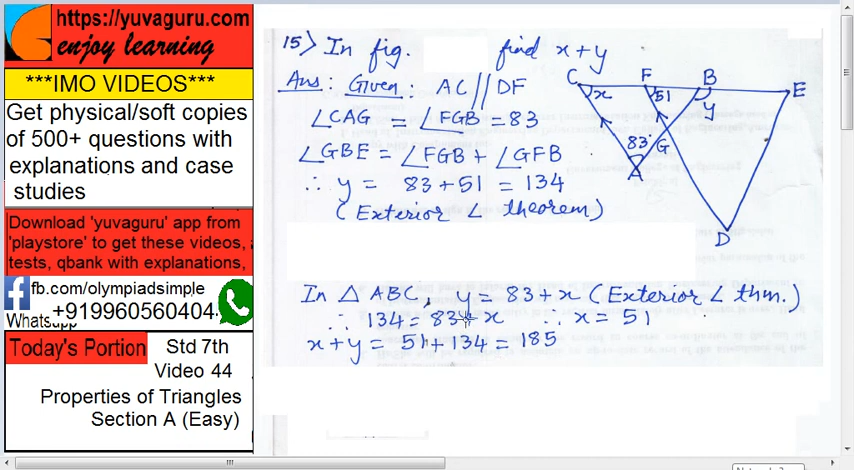 https://yuvaguru.com
enjoy learning
***IMO VIDEOS***
Get physical/soft copies
of 500+ questions with
explanations and case
studies
Download 'yuvaguru' app from
'playstore' to get these videos,
tests, qbank with explanations,
fb.com/olympiadsimple
+919960560404
Whatsapp
Today's Portion
Std 7th
Video 44
Properties of Triangles
Section A (Easy)
15> In fig. find x+y
Ans: Given: AC//DF
∠CAG = ∠FGB = 83
∠GBE = ∠FGB + ∠GFB
∴ y = 83+51 = 134
(Exterior ∠ theorem)
C F B E
x 51 y
83 G
A
D
In △ ABC, y = 83+x (Exterior ∠ thm.)
∴ 134 = 83+x ∴ x = 51
x+y = 51+134 = 185